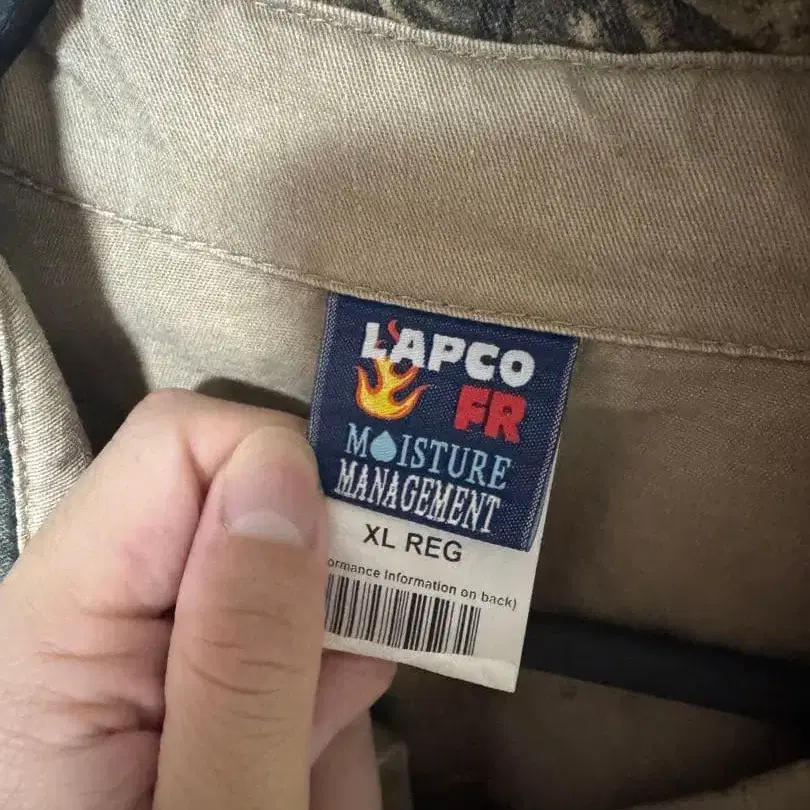 LAPCO
FR
MOISTURE
MANAGEMENT
XL REG
ormance Information on back)